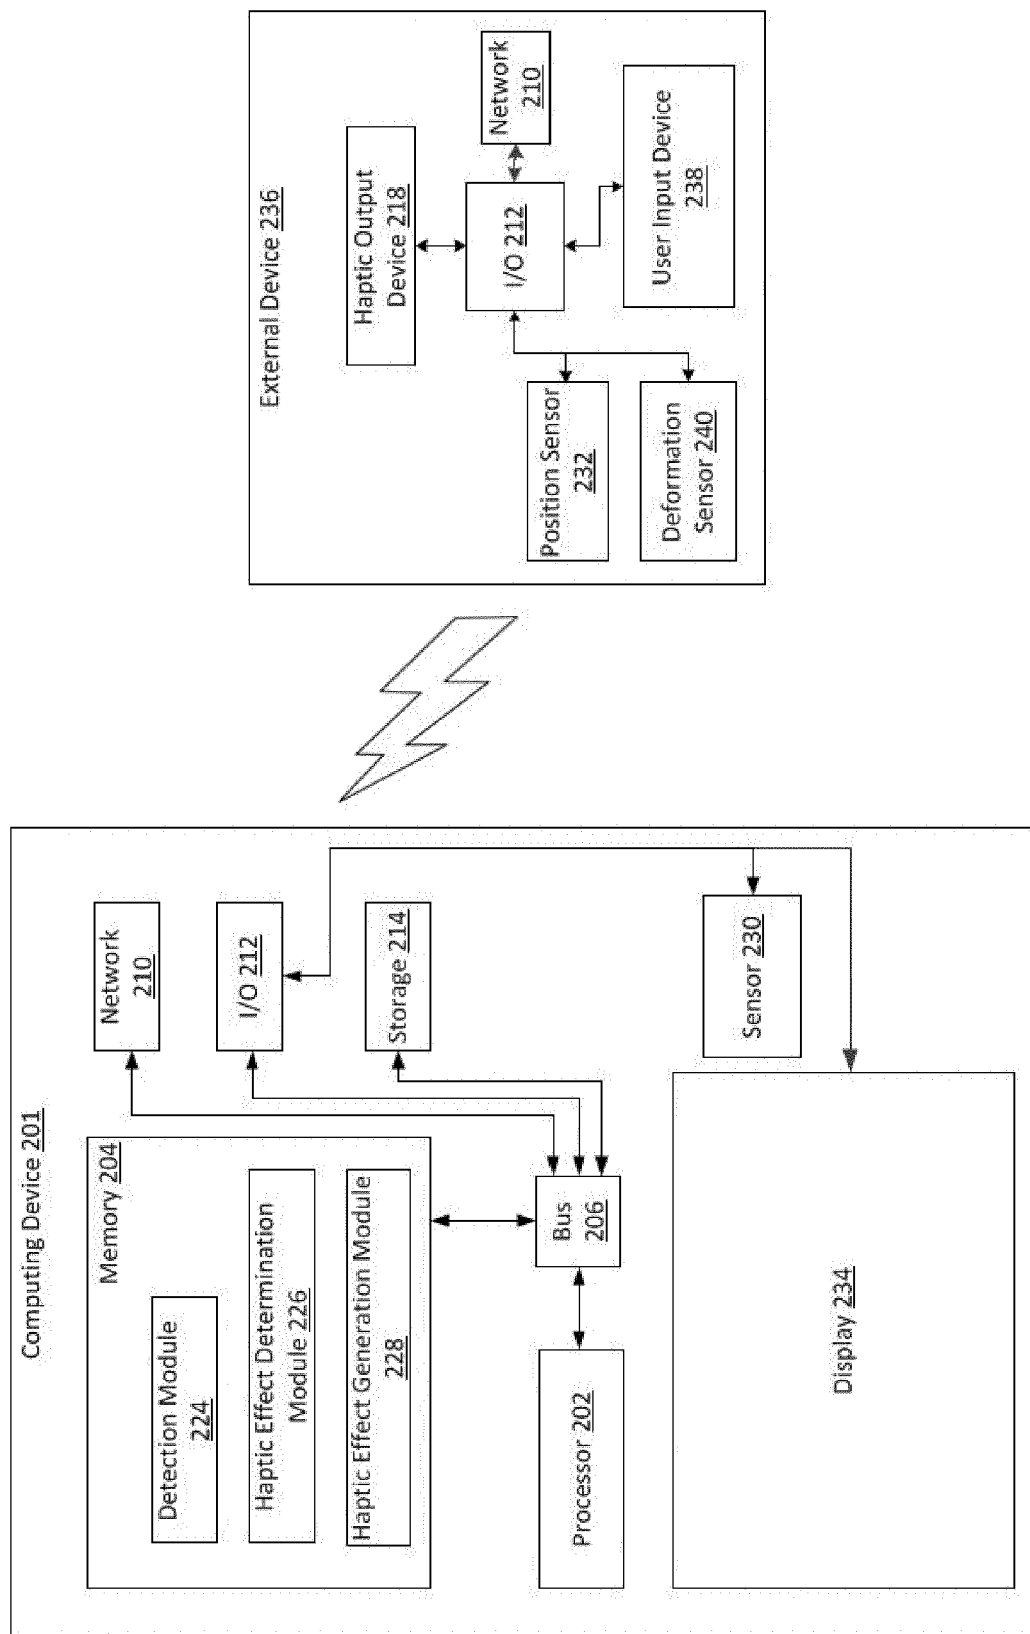 Computing Device 201
Memory 204
Detection Module
224
Haptic Effect Determination
Module 226
Haptic Effect Generation Module
228
Network
210
I/O 212
Storage 214
Bus
206
Processor 202
Sensor 230
Display 234
External Device 236
Haptic Output
Device 218
I/O 212
Network
210
Position Sensor
232
Deformation
Sensor 240
User Input Device
238